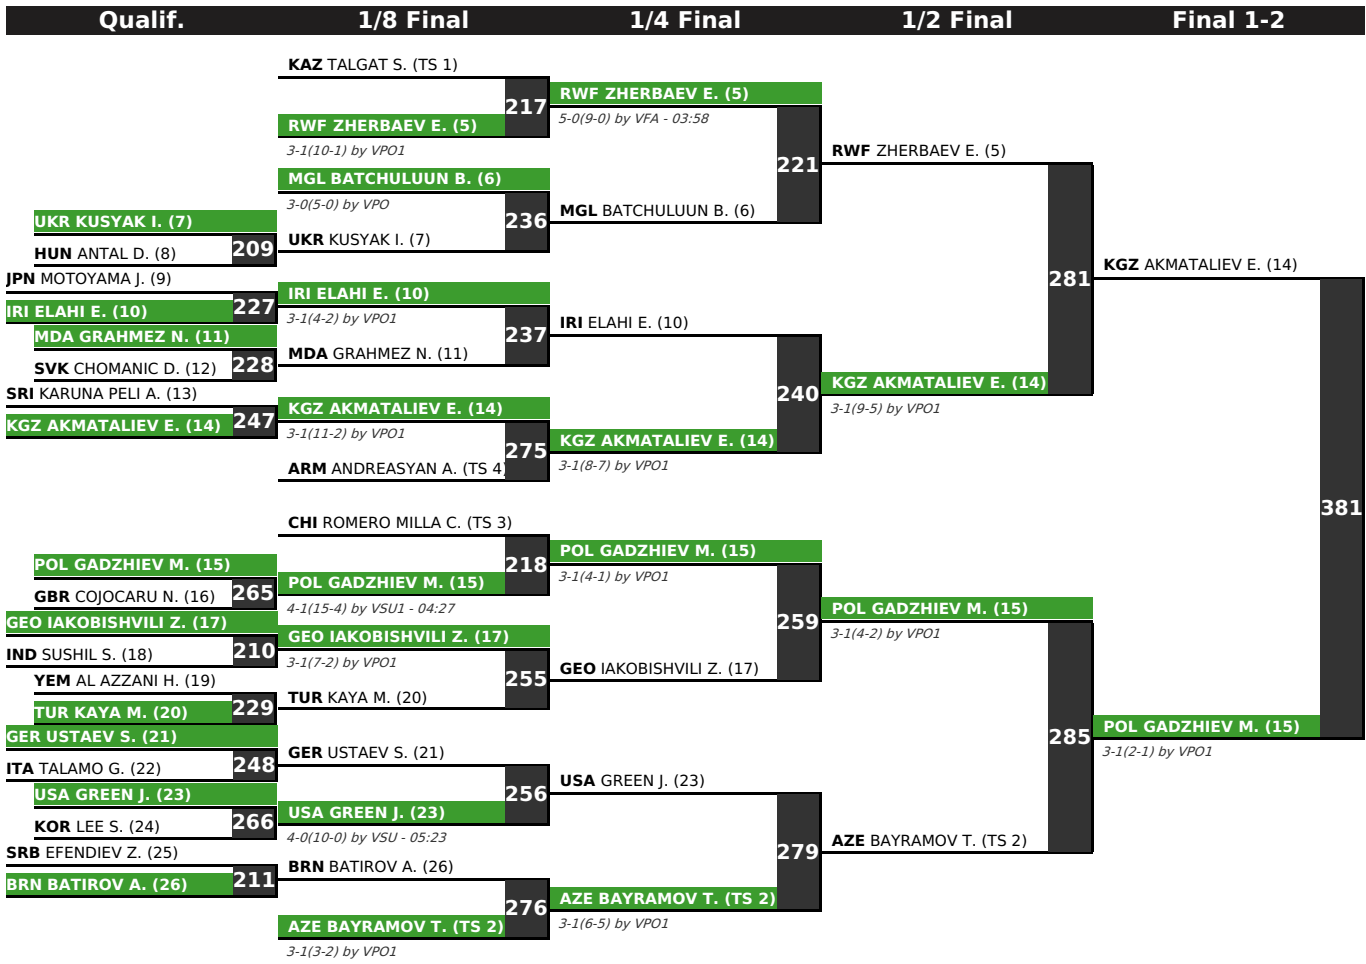 Qualif.
1/8 Final
1/4 Final
1/2 Final
Final 1-2
UKR KUSYAK I. (7)
HUN ANTAL D. (8)
209
JPN MOTOYAMA J. (9)
IRI ELAHI E. (10)
227
MDA GRAHMEZ N. (11)
SVK CHOMANIC D. (12)
228
SRI KARUNA PELI A. (13)
KGZ AKMATALIEV E. (14)
247
POL GADZHIEV M. (15)
GBR COJOCARU N. (16)
265
GEO IAKOBISHVILI Z. (17)
IND SUSHIL S. (18)
210
YEM AL AZZANI H. (19)
TUR KAYA M. (20)
229
GER USTAEV S. (21)
ITA TALAMO G. (22)
248
USA GREEN J. (23)
KOR LEE S. (24)
266
SRB EFENDIEV Z. (25)
BRN BATIROV A. (26)
211
KAZ TALGAT S. (TS 1)
217
RWF ZHERBAEV E. (5)
3-1(10-1) by VPO1
MGL BATCHULUUN B. (6)
3-0(5-0) by VPO
236
UKR KUSYAK I. (7)
IRI ELAHI E. (10)
3-1(4-2) by VPO1
237
MDA GRAHMEZ N. (11)
KGZ AKMATALIEV E. (14)
3-1(11-2) by VPO1
275
ARM ANDREASYAN A. (TS 4)
CHI ROMERO MILLA C. (TS 3)
218
POL GADZHIEV M. (15)
4-1(15-4) by VSU1 - 04:27
GEO IAKOBISHVILI Z. (17)
3-1(7-2) by VPO1
255
TUR KAYA M. (20)
GER USTAEV S. (21)
256
USA GREEN J. (23)
4-0(10-0) by VSU - 05:23
BRN BATIROV A. (26)
276
AZE BAYRAMOV T. (TS 2)
3-1(3-2) by VPO1
RWF ZHERBAEV E. (5)
5-0(9-0) by VFA - 03:58
221
MGL BATCHULUUN B. (6)
IRI ELAHI E. (10)
240
KGZ AKMATALIEV E. (14)
3-1(8-7) by VPO1
POL GADZHIEV M. (15)
3-1(4-1) by VPO1
259
GEO IAKOBISHVILI Z. (17)
USA GREEN J. (23)
279
AZE BAYRAMOV T. (TS 2)
3-1(6-5) by VPO1
RWF ZHERBAEV E. (5)
281
KGZ AKMATALIEV E. (14)
3-1(9-5) by VPO1
POL GADZHIEV M. (15)
3-1(4-2) by VPO1
285
AZE BAYRAMOV T. (TS 2)
KGZ AKMATALIEV E. (14)
381
POL GADZHIEV M. (15)
3-1(2-1) by VPO1